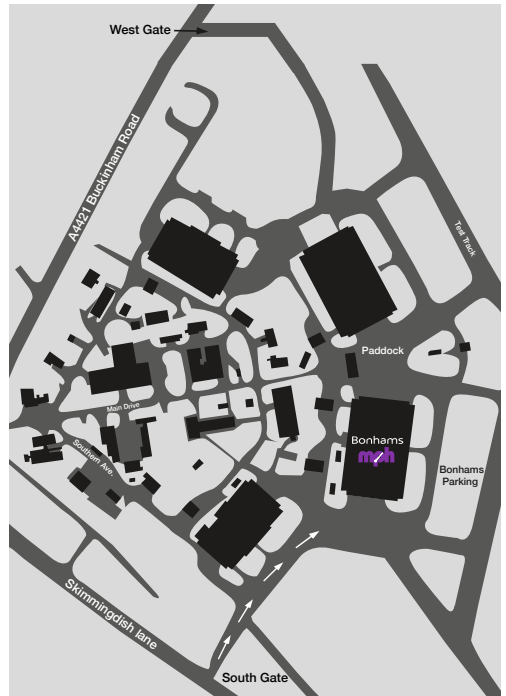 West Gate
A4421 Buckinham Road
Test Track
Paddock
Main Drive
Bonhams
mph
Southern Ave.
Bonhams
Parking
Skimmingdish lane
South Gate